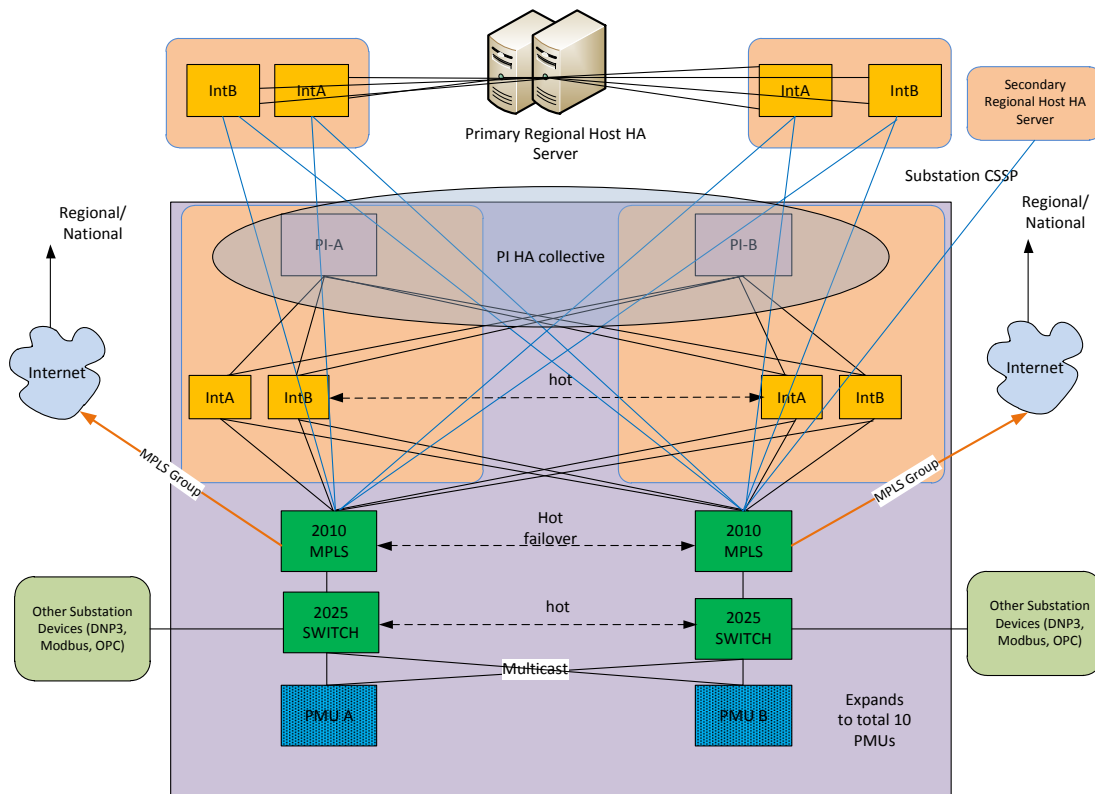 IntB
IntA
IntA
IntB
Primary Regional Host HA
Server
Secondary
Regional Host HA
Server
Substation CSSP
Regional/
National
Regional/
National
PI-A
PI HA collective
PI-B
Internet
Internet
IntA
IntB
hot
IntA
IntB
MPLS Group
MPLS Group
2010
MPLS
Hot
failover
2010
MPLS
Other Substation
Devices (DNP3,
Modbus, OPC)
2025
SWITCH
hot
2025
SWITCH
Other Substation
Devices (DNP3,
Modbus, OPC)
Multicast
PMU A
PMU B
Expands
to total 10
PMUs